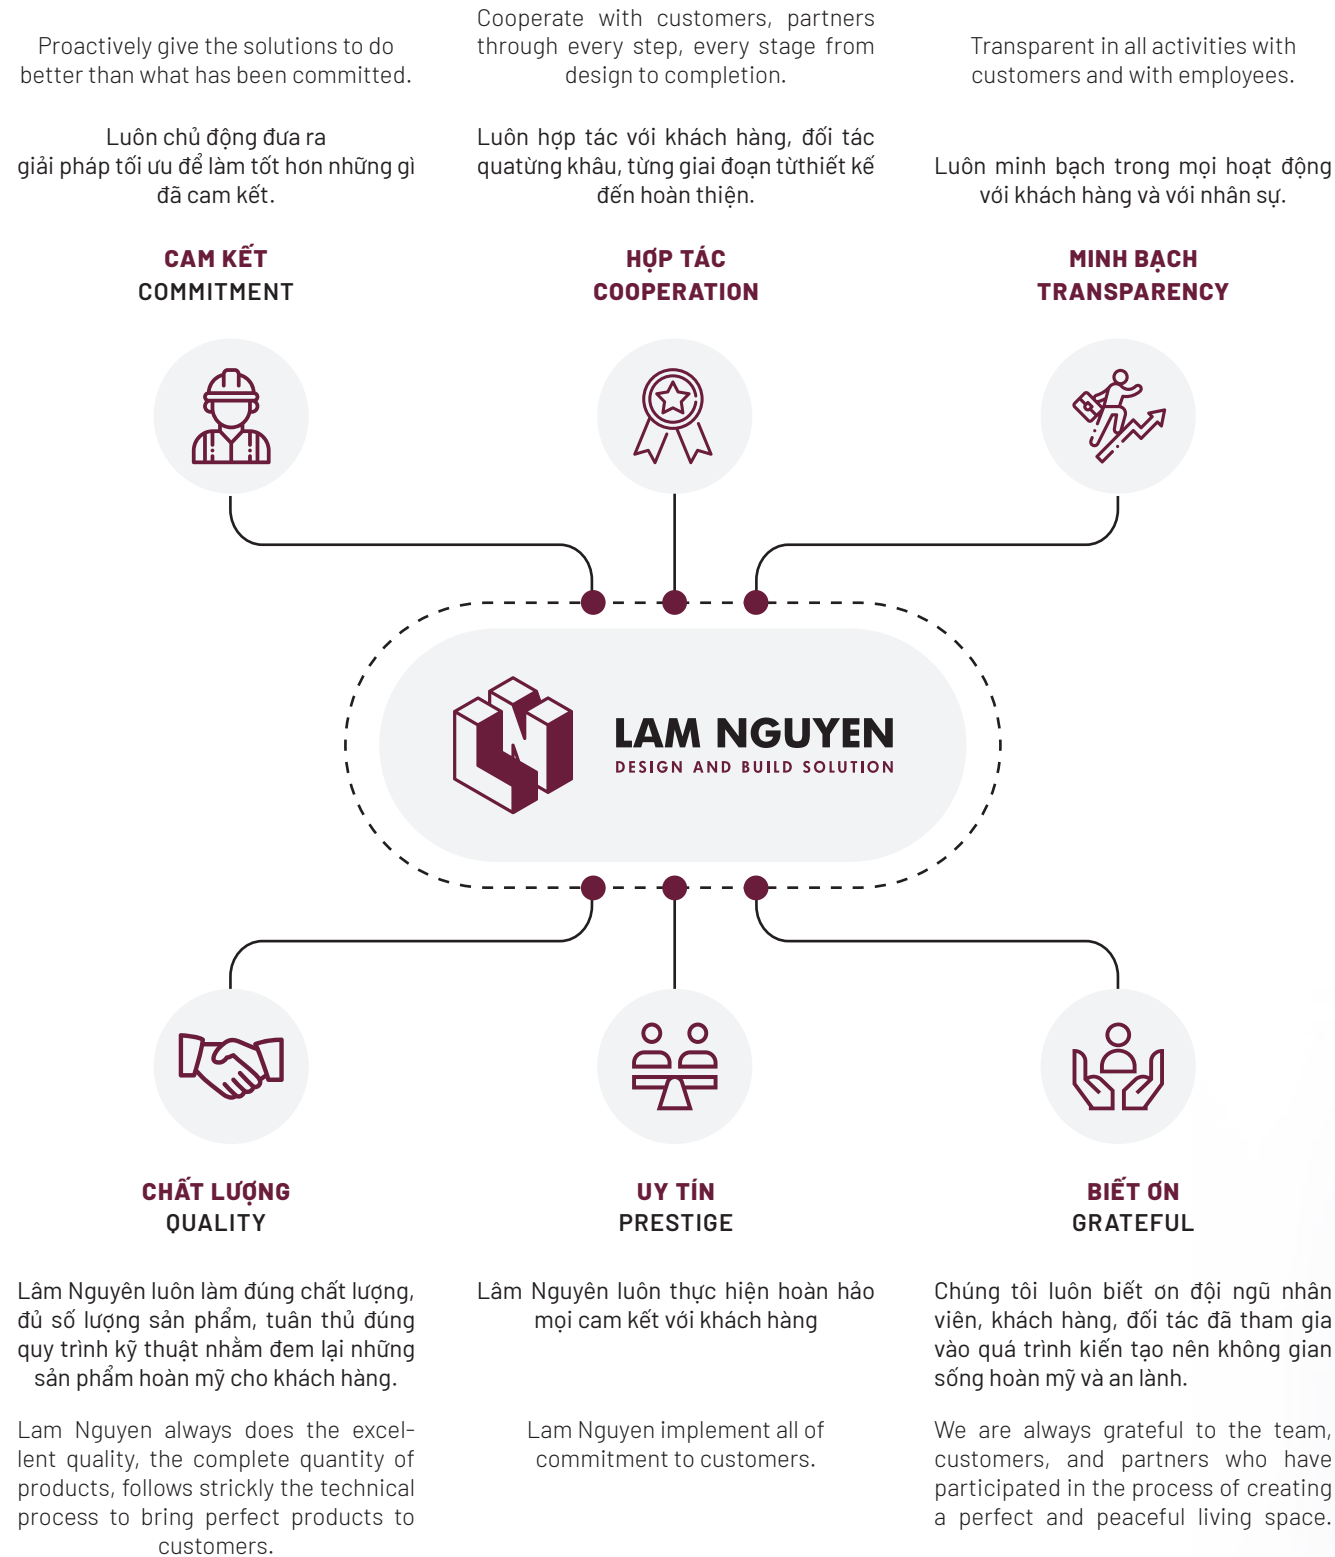 Proactively give the solutions to do
better than what has been committed.
Luôn chủ động đưa ra
giải pháp tối ưu để làm tốt hơn những gì
đã cam kết.
CAM KẾT
COMMITMENT
Cooperate with customers, partners
through every step, every stage from
design to completion.
Luôn hợp tác với khách hàng, đối tác
quatừng khâu, từng giai đoạn từthiết kế
đến hoàn thiện.
HỢP TÁC
COOPERATION
Transparent in all activities with
customers and with employees.
Luôn minh bạch trong mọi hoạt động
với khách hàng và với nhân sự.
MINH BẠCH
TRANSPARENCY
LAM NGUYEN
DESIGN AND BUILD SOLUTION
CHẤT LƯỢNG
QUALITY
Lâm Nguyên luôn làm đúng chất lượng,
đủ số lượng sản phẩm, tuân thủ đúng
quy trình kỹ thuật nhằm đem lại những
sản phẩm hoàn mỹ cho khách hàng.
Lam Nguyen always does the excel-
lent quality, the complete quantity of
products, follows strickly the technical
process to bring perfect products to
customers.
UY TÍN
PRESTIGE
Lâm Nguyên luôn thực hiện hoàn hảo
mọi cam kết với khách hàng
Lam Nguyen implement all of
commitment to customers.
BIẾT ƠN
GRATEFUL
Chúng tôi luôn biết ơn đội ngũ nhân
viên, khách hàng, đối tác đã tham gia
vào quá trình kiến tạo nên không gian
sống hoàn mỹ và an lành.
We are always grateful to the team,
customers, and partners who have
participated in the process of creating
a perfect and peaceful living space.